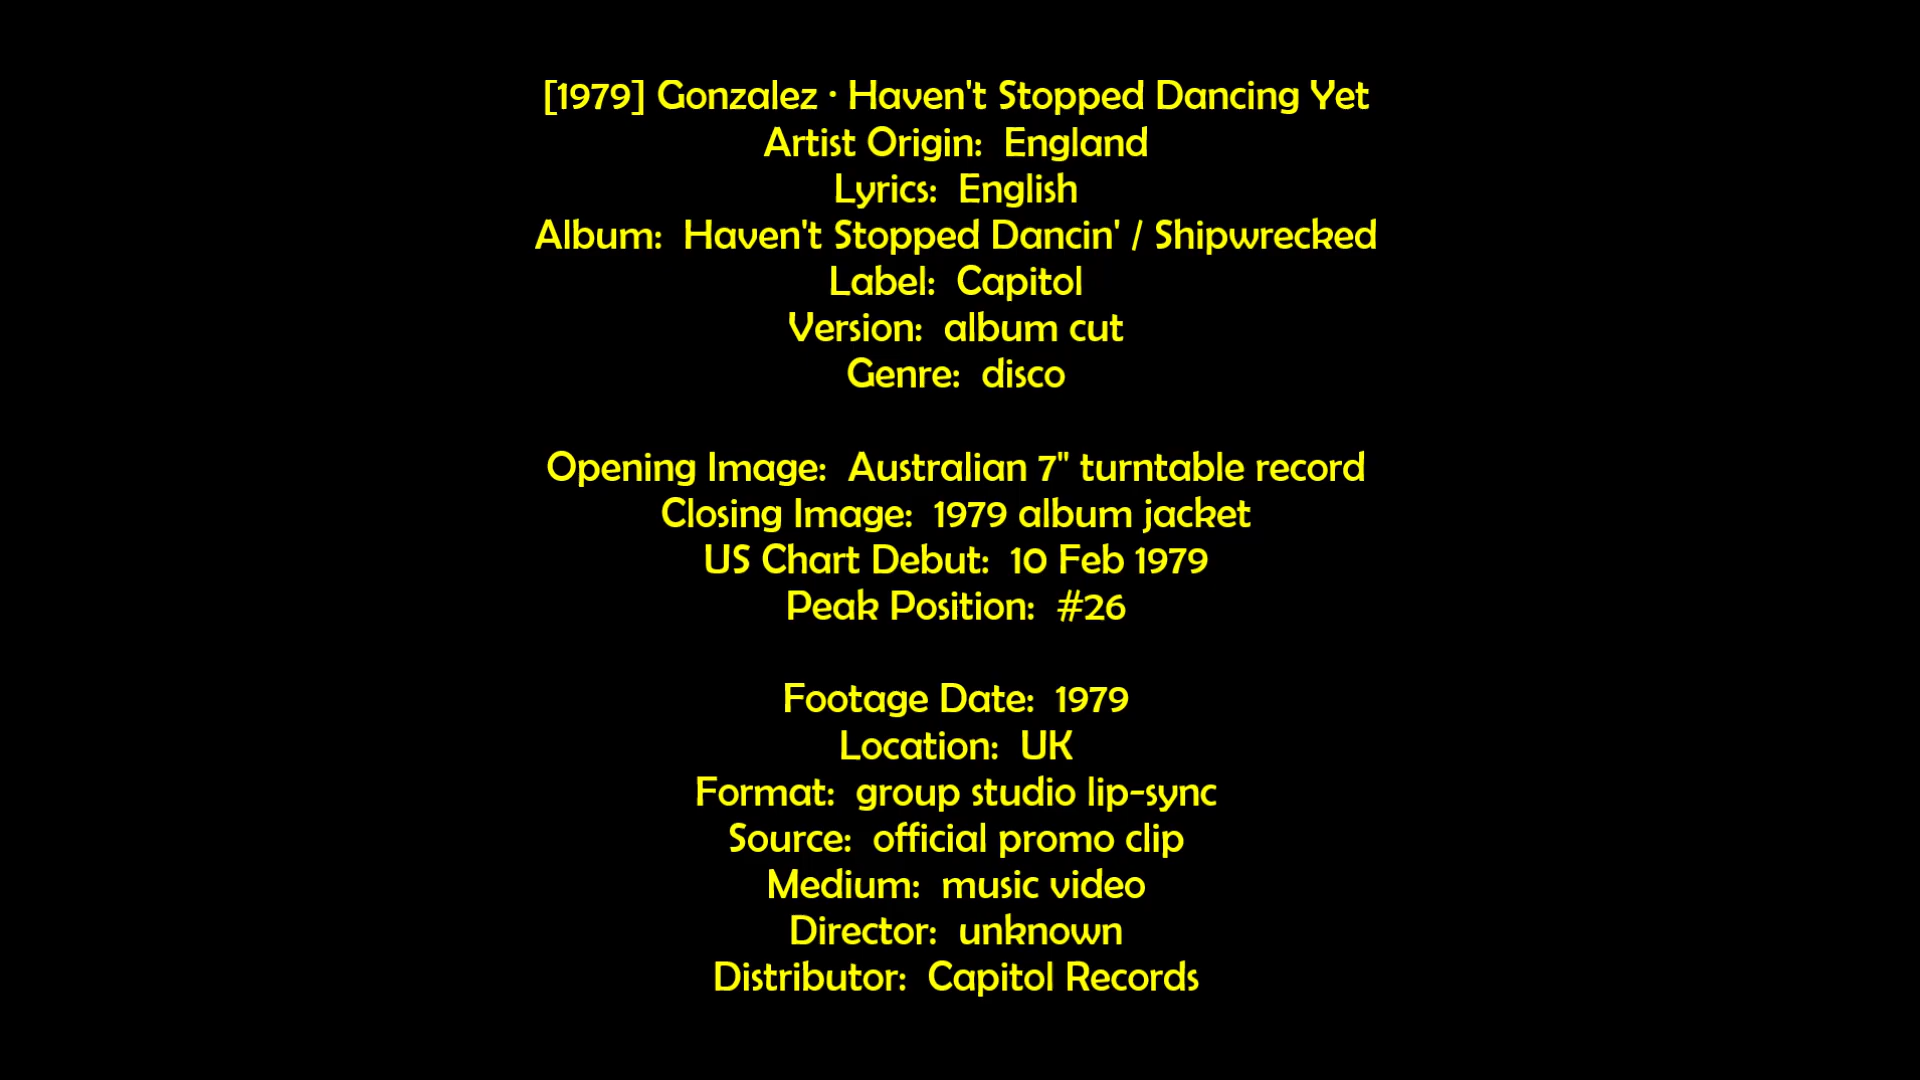 [1979] Gonzalez · Haven't Stopped Dancing Yet
Artist Origin:  England
Lyrics:  English
Album:  Haven't Stopped Dancin' / Shipwrecked
Label:  Capitol
Version:  album cut
Genre:  disco
Opening Image:  Australian 7" turntable record
Closing Image:  1979 album jacket
US Chart Debut:  10 Feb 1979
Peak Position:  #26
Footage Date:  1979
Location:  UK
Format:  group studio lip-sync
Source:  official promo clip
Medium:  music video
Director:  unknown
Distributor:  Capitol Records